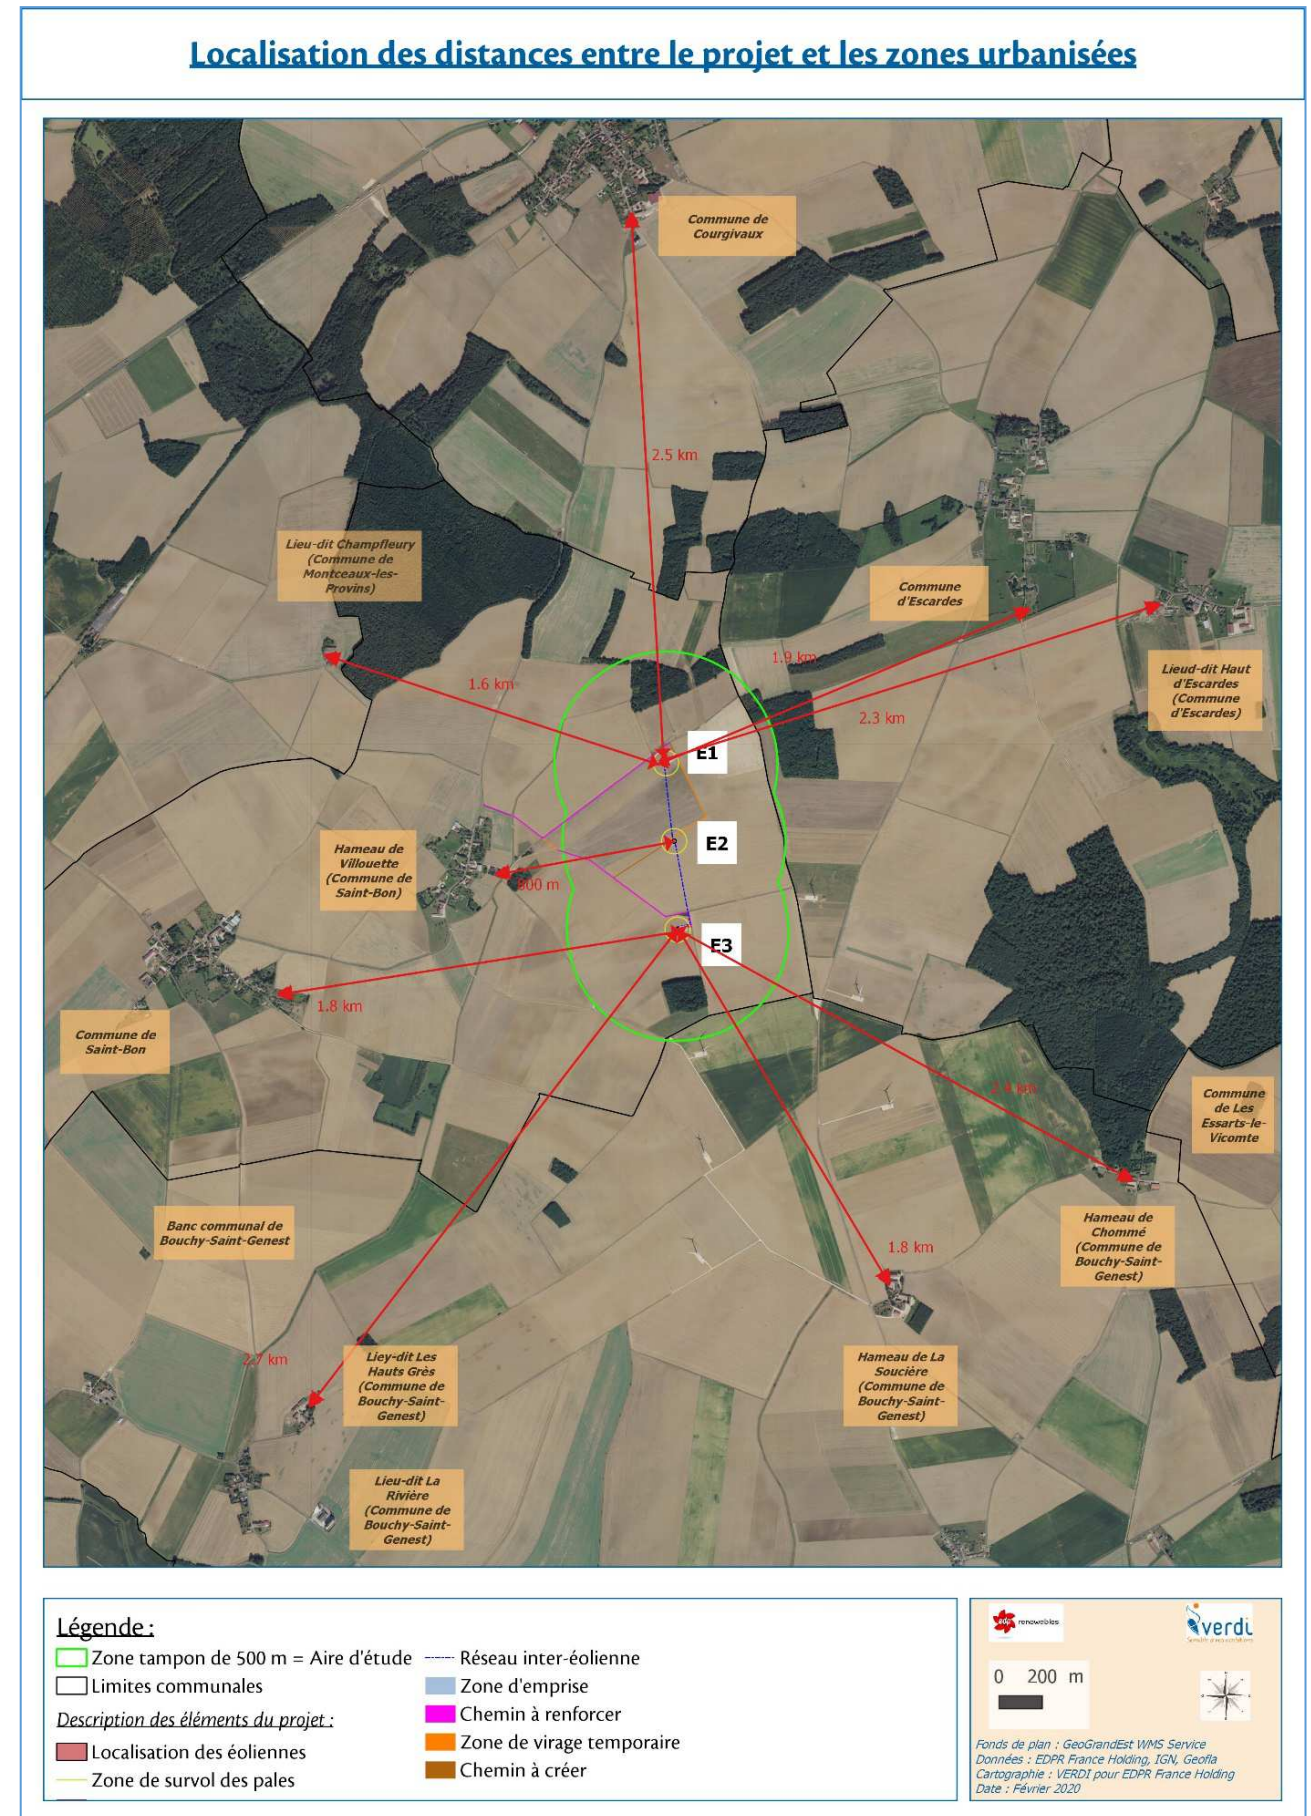 Localisation des distances entre le projet et les zones urbanisées
Commune de
Courgivaux
2.5 km
Lieu-dit Champfleury
(Commune de
Montceaux-les-
Provins)
Commune
d'Escardes
1.9 km
1.6 km
Lieud-dit Haut
d'Escardes
(Commune
d'Escardes)
2.3 km
E1
E2
Hameau de
Villouette
(Commune de
Saint-Bon)
800 m
E3
1.8 km
Commune de
Saint-Bon
2.4 km
Commune
de Les
Essarts-le-
Vicomte
Banc communal de
Bouchy-Saint-Genest
Hameau de
Chommé
(Commune de
Bouchy-Saint-
Genest)
1.8 km
2.7 km
Liey-dit Les
Hauts Grès
(Commune de
Bouchy-Saint-
Genest)
Hameau de La
Soucière
(Commune de
Bouchy-Saint-
Genest)
Lieu-dit La
Rivière
(Commune de
Bouchy-Saint-
Genest)
Légende :
Zone tampon de 500 m = Aire d'étude
Limites communales
Description des éléments du projet :
Localisation des éoliennes
Zone de survol des pales
Réseau inter-éolienne
Zone d'emprise
Chemin à renforcer
Zone de virage temporaire
Chemin à créer
edp renewables
verdi
0 200 m
Fonds de plan : GeoGrandEst WMS Service
Données : EDPR France Holding, IGN, Geofla
Cartographie : VERDI pour EDPR France Holding
Date : Février 2020